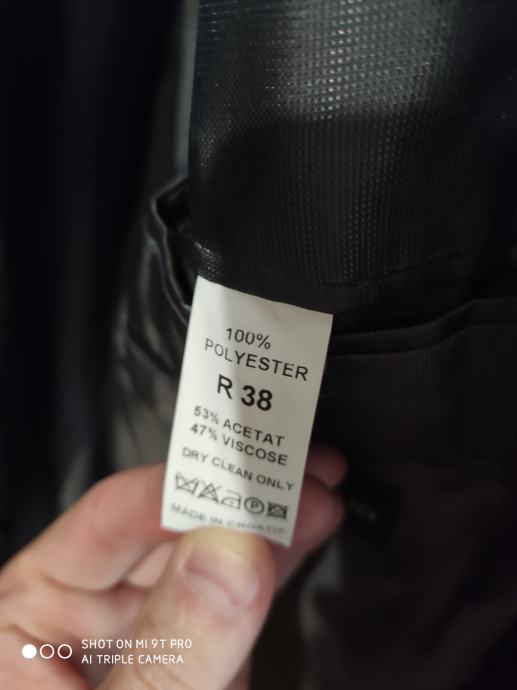 100%
POLYESTER
R 38
53% ACETAT
47% VISCOSE
DRY CLEAN ONLY
P
MADE IN CROATIA
SHOT ON MI 9T PRO
AI TRIPLE CAMERA